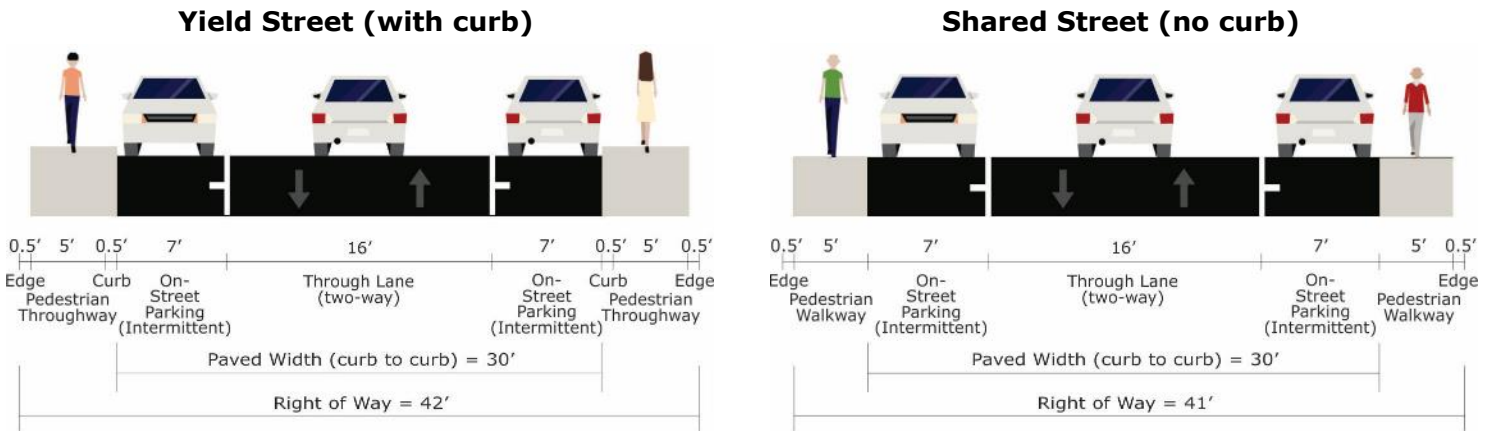 Yield Street (with curb)
0.5′ 5′ 0.5′ 7′ 16′ 7′ 0.5′ 5′ 0.5′
Edge
Pedestrian
Throughway
Curb
On-
Street
Parking
(Intermittent)
Through Lane
(two-way)
On-
Street
Parking
(Intermittent)
Curb
Pedestrian
Throughway
Edge
Paved Width (curb to curb) = 30′
Right of Way = 42′
Shared Street (no curb)
0.5′ 5′ 7′ 16′ 7′ 5′ 0.5′
Edge
Pedestrian
Walkway
On-
Street
Parking
(Intermittent)
Through Lane
(two-way)
On-
Street
Parking
(Intermittent)
Pedestrian
Walkway
Edge
Paved Width (curb to curb) = 30′
Right of Way = 41′